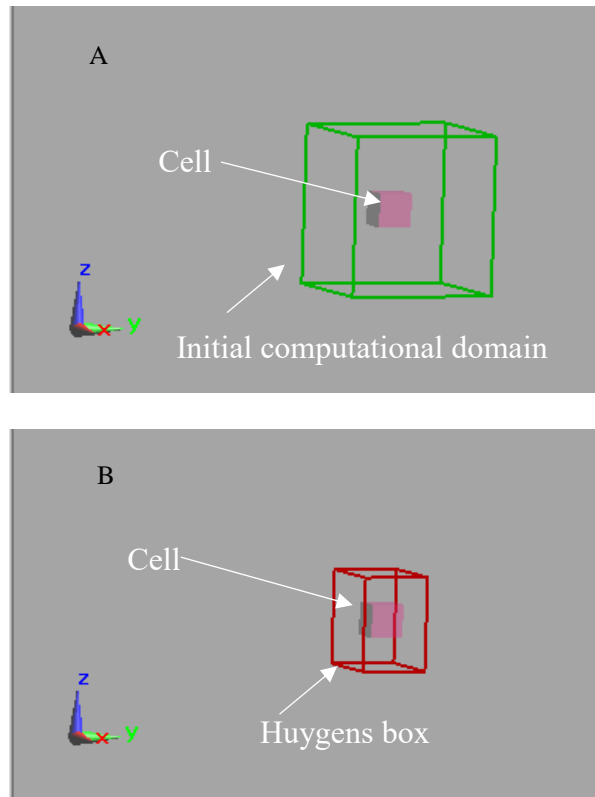 A
Cell
z
x y
Initial computational domain
B
Cell
z
x y
Huygens box